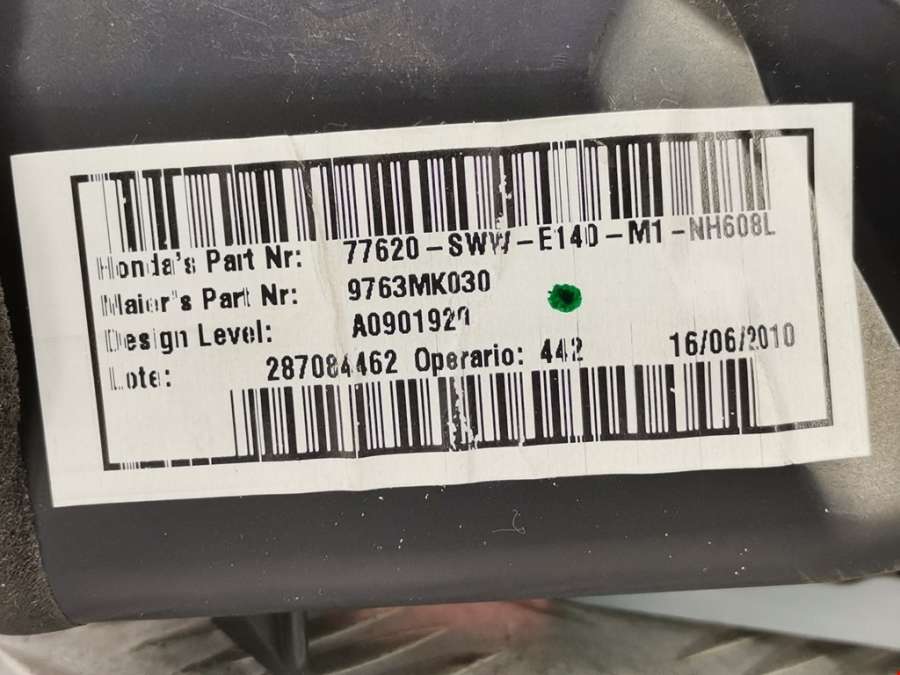 Honda's Part Nr: 77620-SWW-E140-M1-NH608L
Maier's Part Nr: 9763MK030
Design Level: A0901929
Lote: 287084462 Operario: 442 16/06/2010